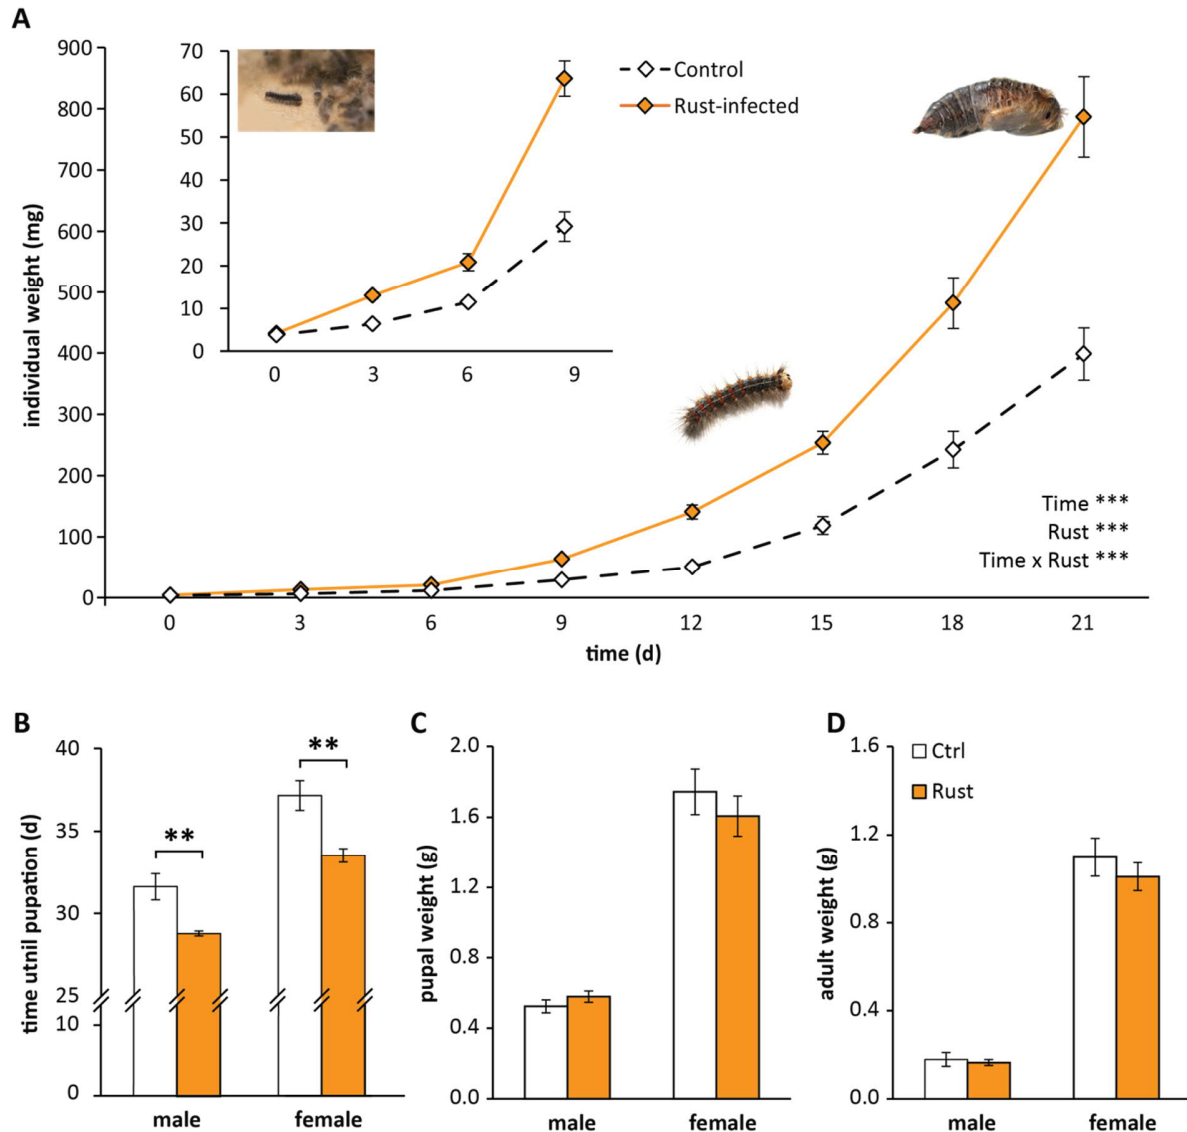 A
900
800
700
600
500
400
300
200
100
0
individual weight (mg)
70
60
50
40
30
20
10
0
0 3 6 9
Control
Rust-infected
Time ***
Rust ***
Time x Rust ***
0 3 6 9 12 15 18 21
time (d)
B
**
**
40
35
30
25
10
0
time utnil pupation (d)
male female
C
2.0
1.6
1.2
0.8
0.4
0.0
pupal weight (g)
male female
D
Ctrl
Rust
1.6
1.2
0.8
0.4
0.0
adult weight (g)
male female